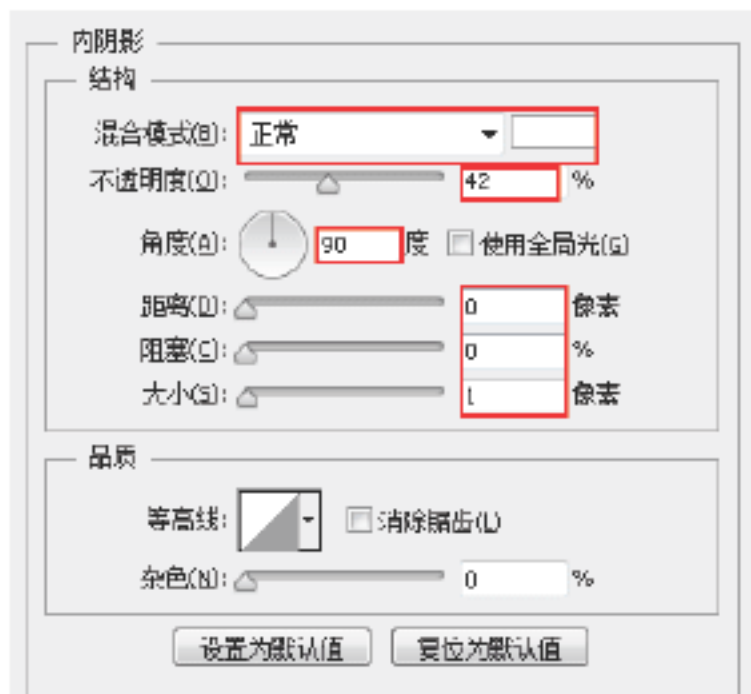 内阴影
结构
混合模式(B): 正常
不透明度(O): 42 %
角度(A): 90 度 使用全局光(G)
距离(D): 0 像素
阻塞(C): 0 %
大小(S): 1 像素
品质
等高线: 消除锯齿(L)
杂色(N): 0 %
设置为默认值 复位为默认值